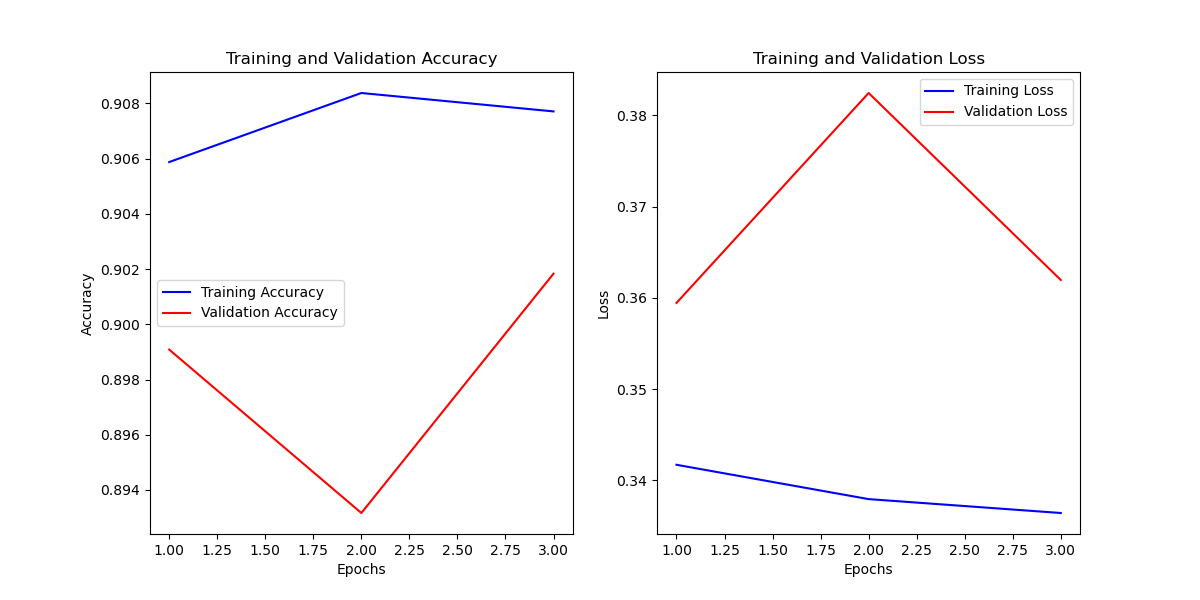 Training and Validation Accuracy
Accuracy
0.908
0.906
0.904
0.902
0.900
0.898
0.896
0.894
Training Accuracy
Validation Accuracy
1.00 1.25 1.50 1.75 2.00 2.25 2.50 2.75 3.00
Epochs
Training and Validation Loss
Loss
0.38
0.37
0.36
0.35
0.34
Training Loss
Validation Loss
1.00 1.25 1.50 1.75 2.00 2.25 2.50 2.75 3.00
Epochs